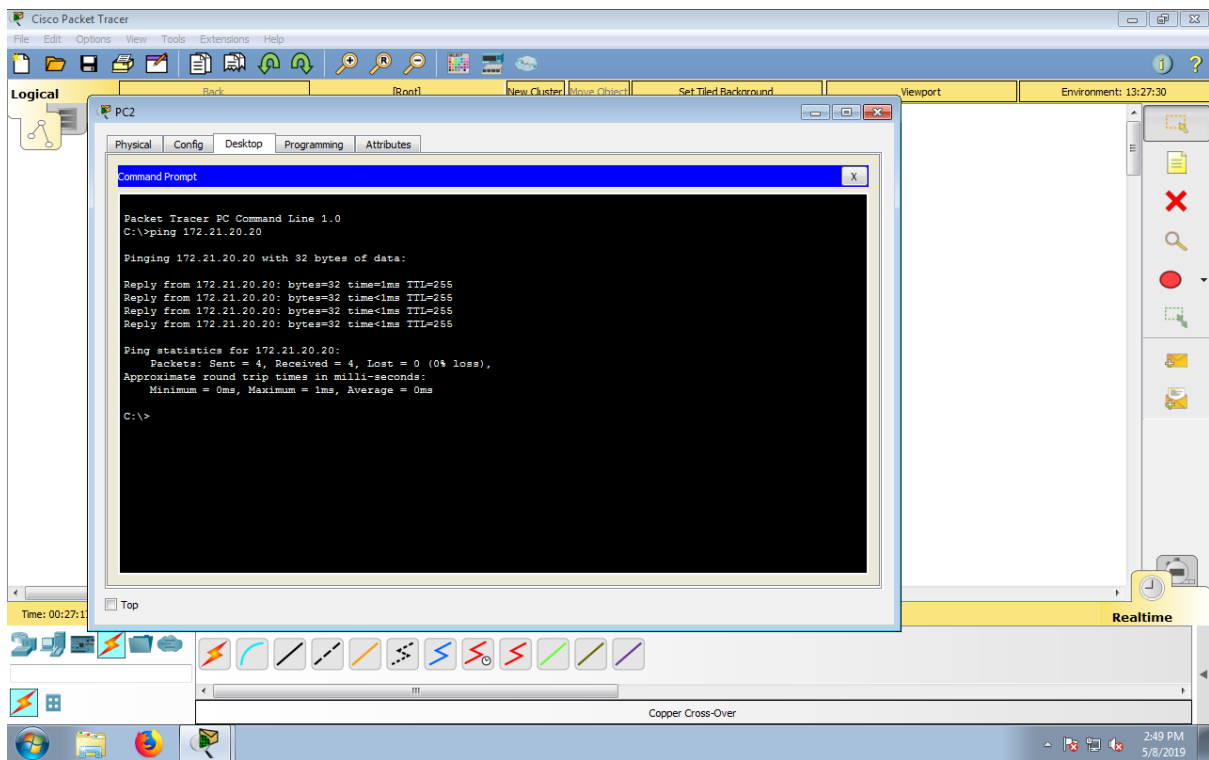 Cisco Packet Tracer
File Edit Options View Tools Extensions Help
Logical Back [Root] New Cluster Move Object Set Tiled Background Viewport Environment: 13:27:30
PC2
Physical Config Desktop Programming Attributes
Command Prompt X
Packet Tracer PC Command Line 1.0
C:\>ping 172.21.20.20
Pinging 172.21.20.20 with 32 bytes of data:
Reply from 172.21.20.20: bytes=32 time=1ms TTL=255
Reply from 172.21.20.20: bytes=32 time<1ms TTL=255
Reply from 172.21.20.20: bytes=32 time<1ms TTL=255
Reply from 172.21.20.20: bytes=32 time<1ms TTL=255
Ping statistics for 172.21.20.20:
Packets: Sent = 4, Received = 4, Lost = 0 (0% loss),
Approximate round trip times in milli-seconds:
Minimum = 0ms, Maximum = 1ms, Average = 0ms
C:\>
Top
Time: 00:27:17
Realtime
Copper Cross-Over
2:49 PM
5/8/2019